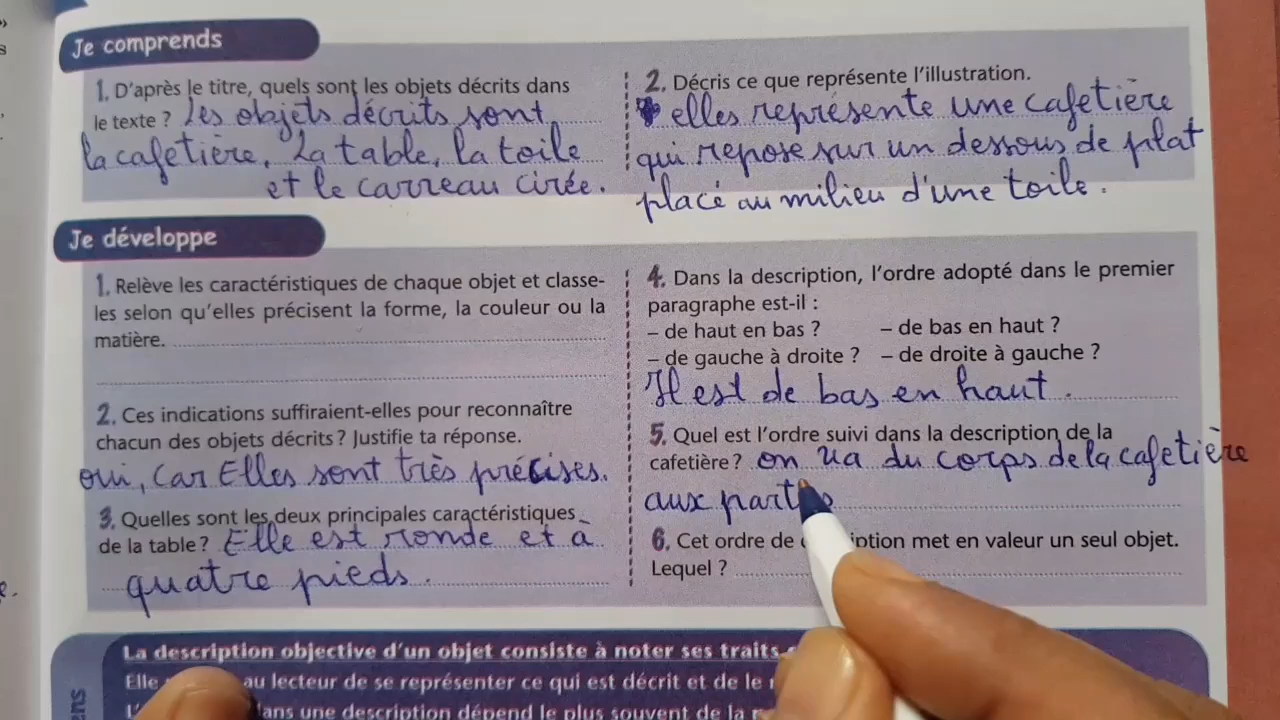 »
s
Je comprends
1. D'après le titre, quels sont les objets décrits dans
le texte ? les objets décrits sont
la cafetière, La table, la toile
et le carreau cirée.
2. Décris ce que représente l'illustration.
elles représente une cafetière
qui repose sur un dessous de plat
placé au milieu d'une toile.
Je développe
1. Relève les caractéristiques de chaque objet et classe-
les selon qu'elles précisent la forme, la couleur ou la
matière.
2. Ces indications suffiraient-elles pour reconnaître
chacun des objets décrits ? Justifie ta réponse.
oui, car Elles sont très précises.
3. Quelles sont les deux principales caractéristiques
de la table ? Elle est ronde et à
quatre pieds.
4. Dans la description, l'ordre adopté dans le premier
paragraphe est-il :
– de haut en bas ? – de bas en haut ?
– de gauche à droite ? – de droite à gauche ?
Il est de bas en haut.
5. Quel est l'ordre suivi dans la description de la
cafetière ? on va du corps de la cafetière
aux
6. Cet ordre de met en valeur un seul objet.
Lequel ?
La description objective d'un objet consiste à noter ses traits
Elle au lecteur de se représenter ce qui est décrit et de le
dans une description dépend le plus souvent de la